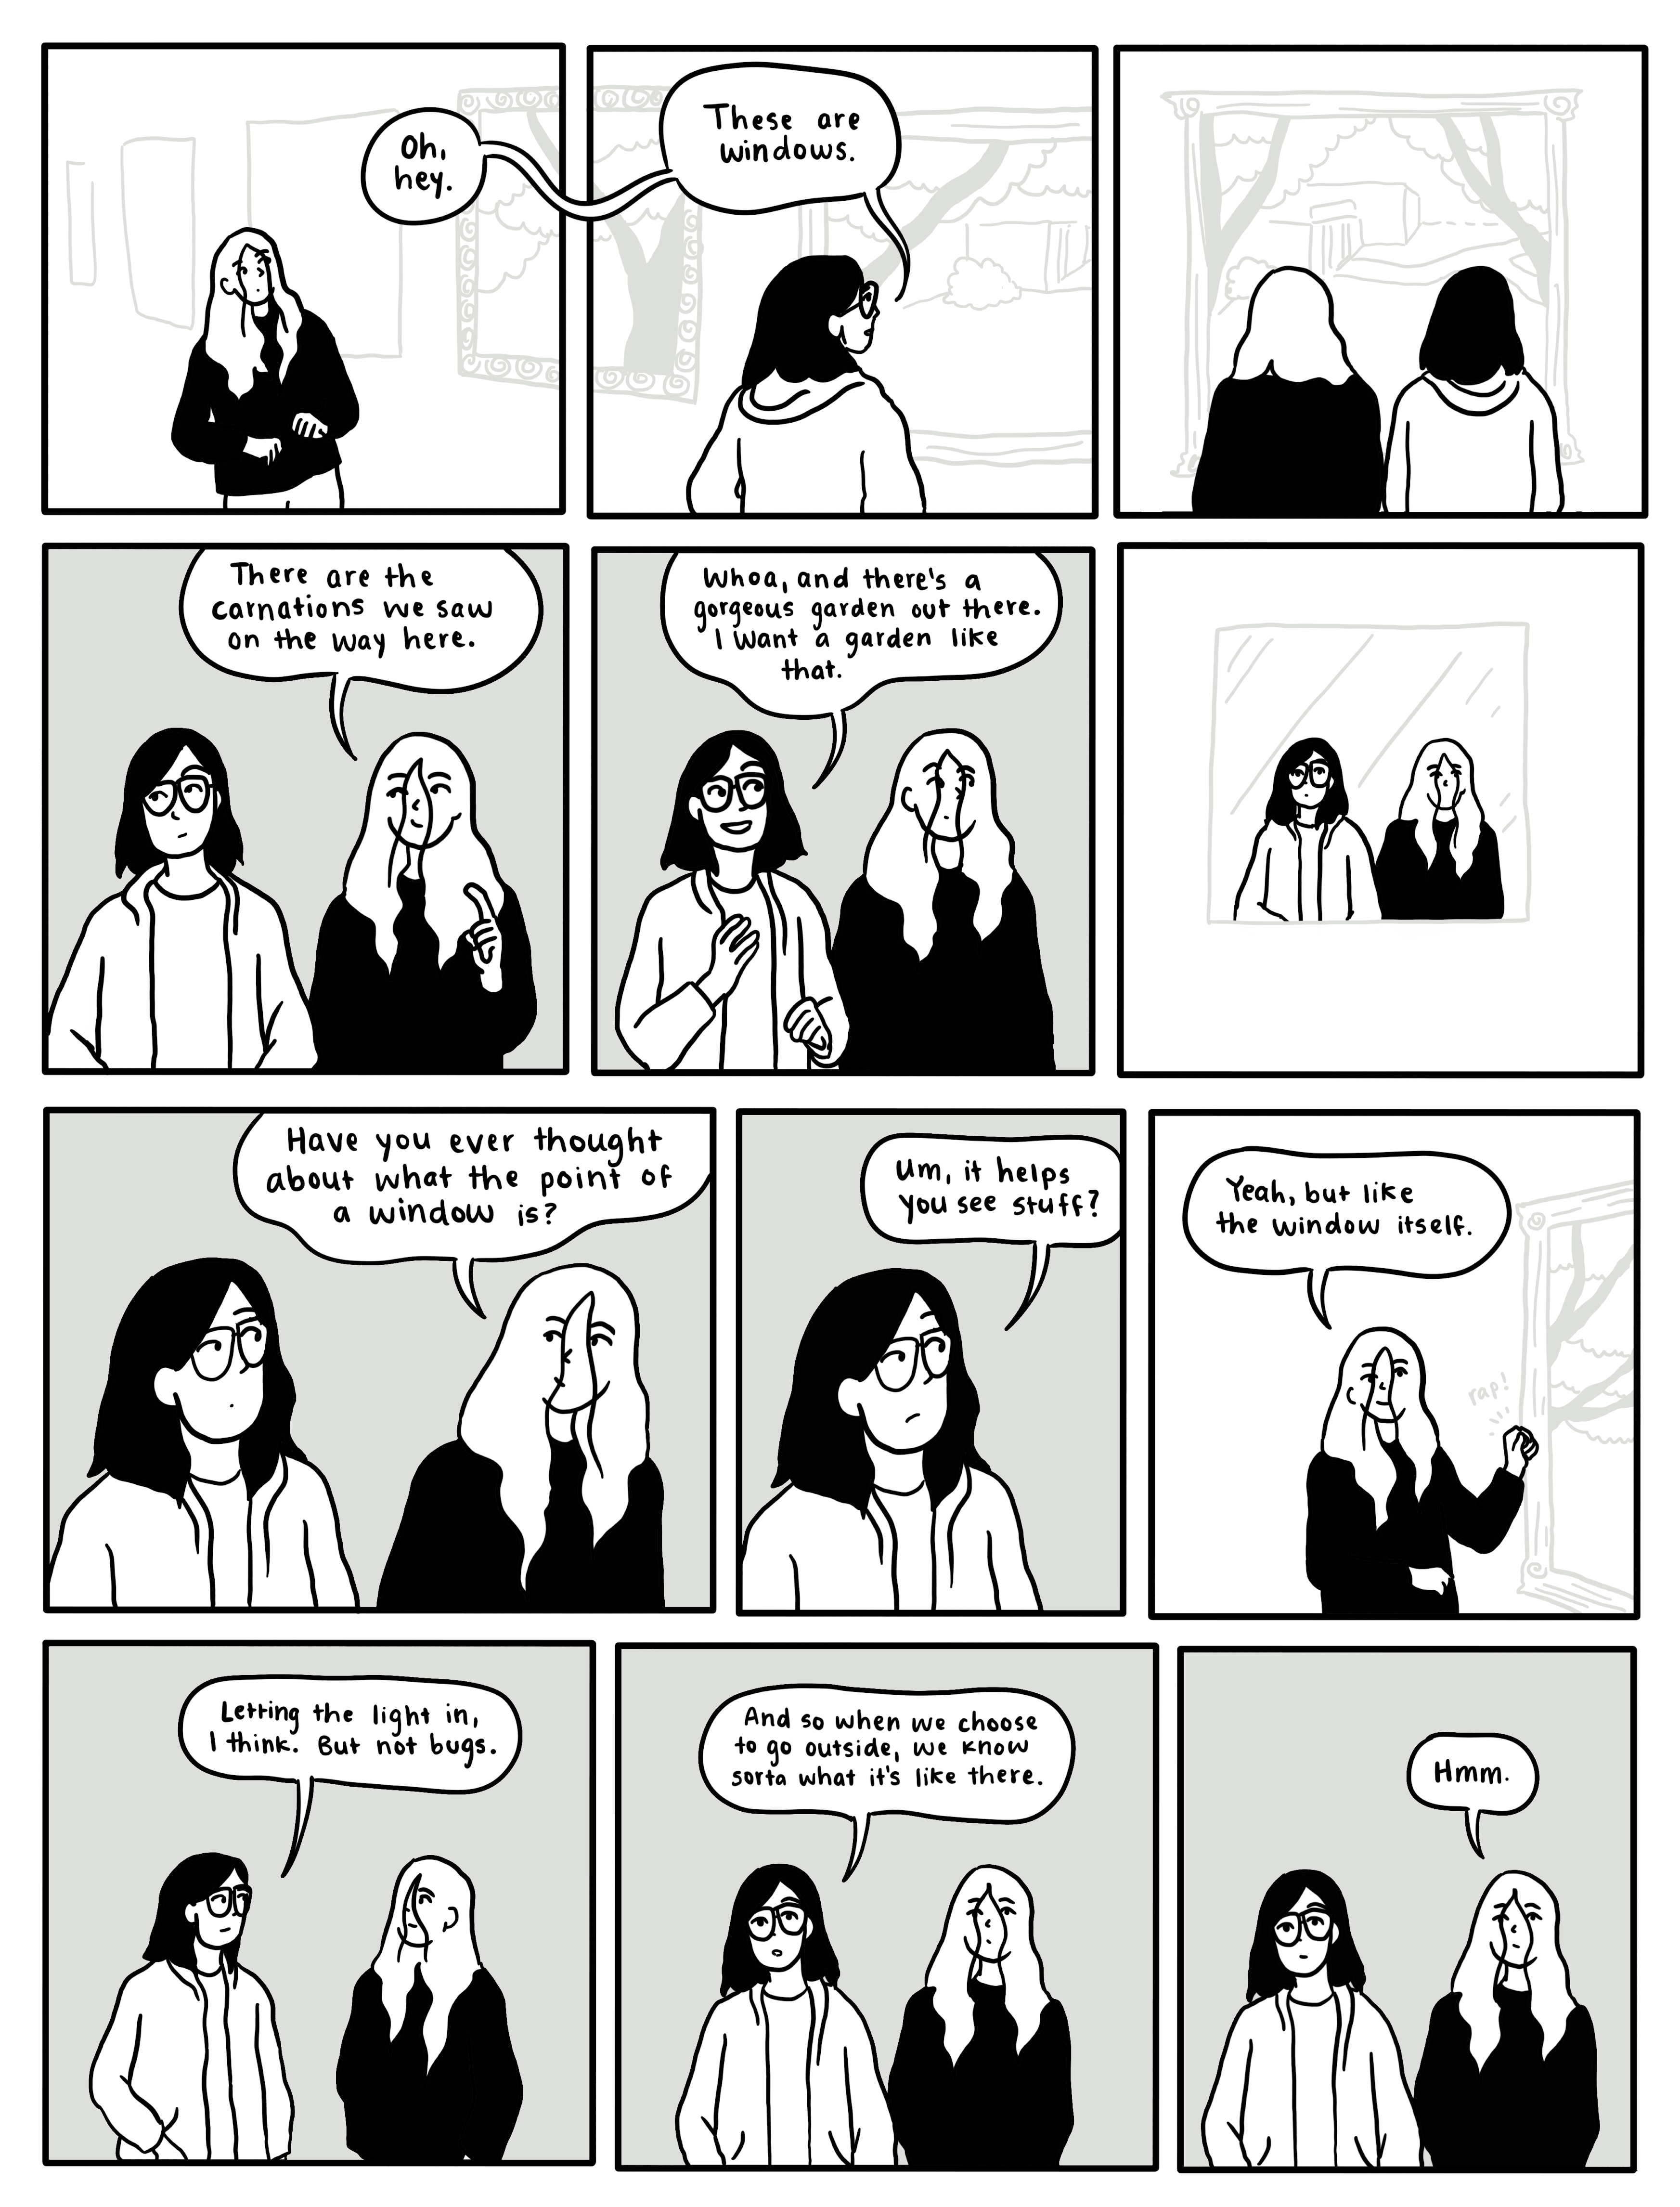 Oh,
hey.
These are
windows.
There are the
carnations we saw
on the way here.
Whoa, and there's a
gorgeous garden out there.
I want a garden like
that.
Have you ever thought
about what the point of
a window is?
Um, it helps
you see stuff?
Yeah, but like
the window itself.
rap!
Letting the light in,
I think. But not bugs.
And so when we choose
to go outside, we know
sorta what it's like there.
Hmm.